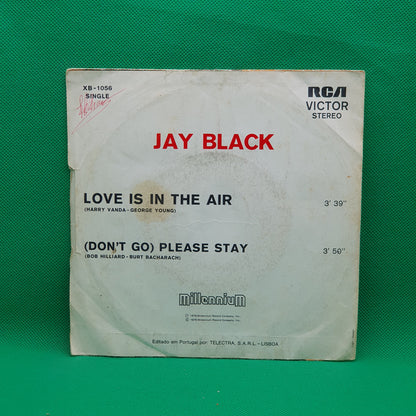 XB-1056
SINGLE
RCA
VICTOR
STEREO
JAY BLACK
LOVE IS IN THE AIR 3' 39"
(HARRY VANDA - GEORGE YOUNG)
(DON'T GO) PLEASE STAY 3' 50"
(BOB HILLIARD - BURT BACHARACH)
millenniuM
Editado em Portugal por: TELECTRA, S.A.R.L. - LISBOA